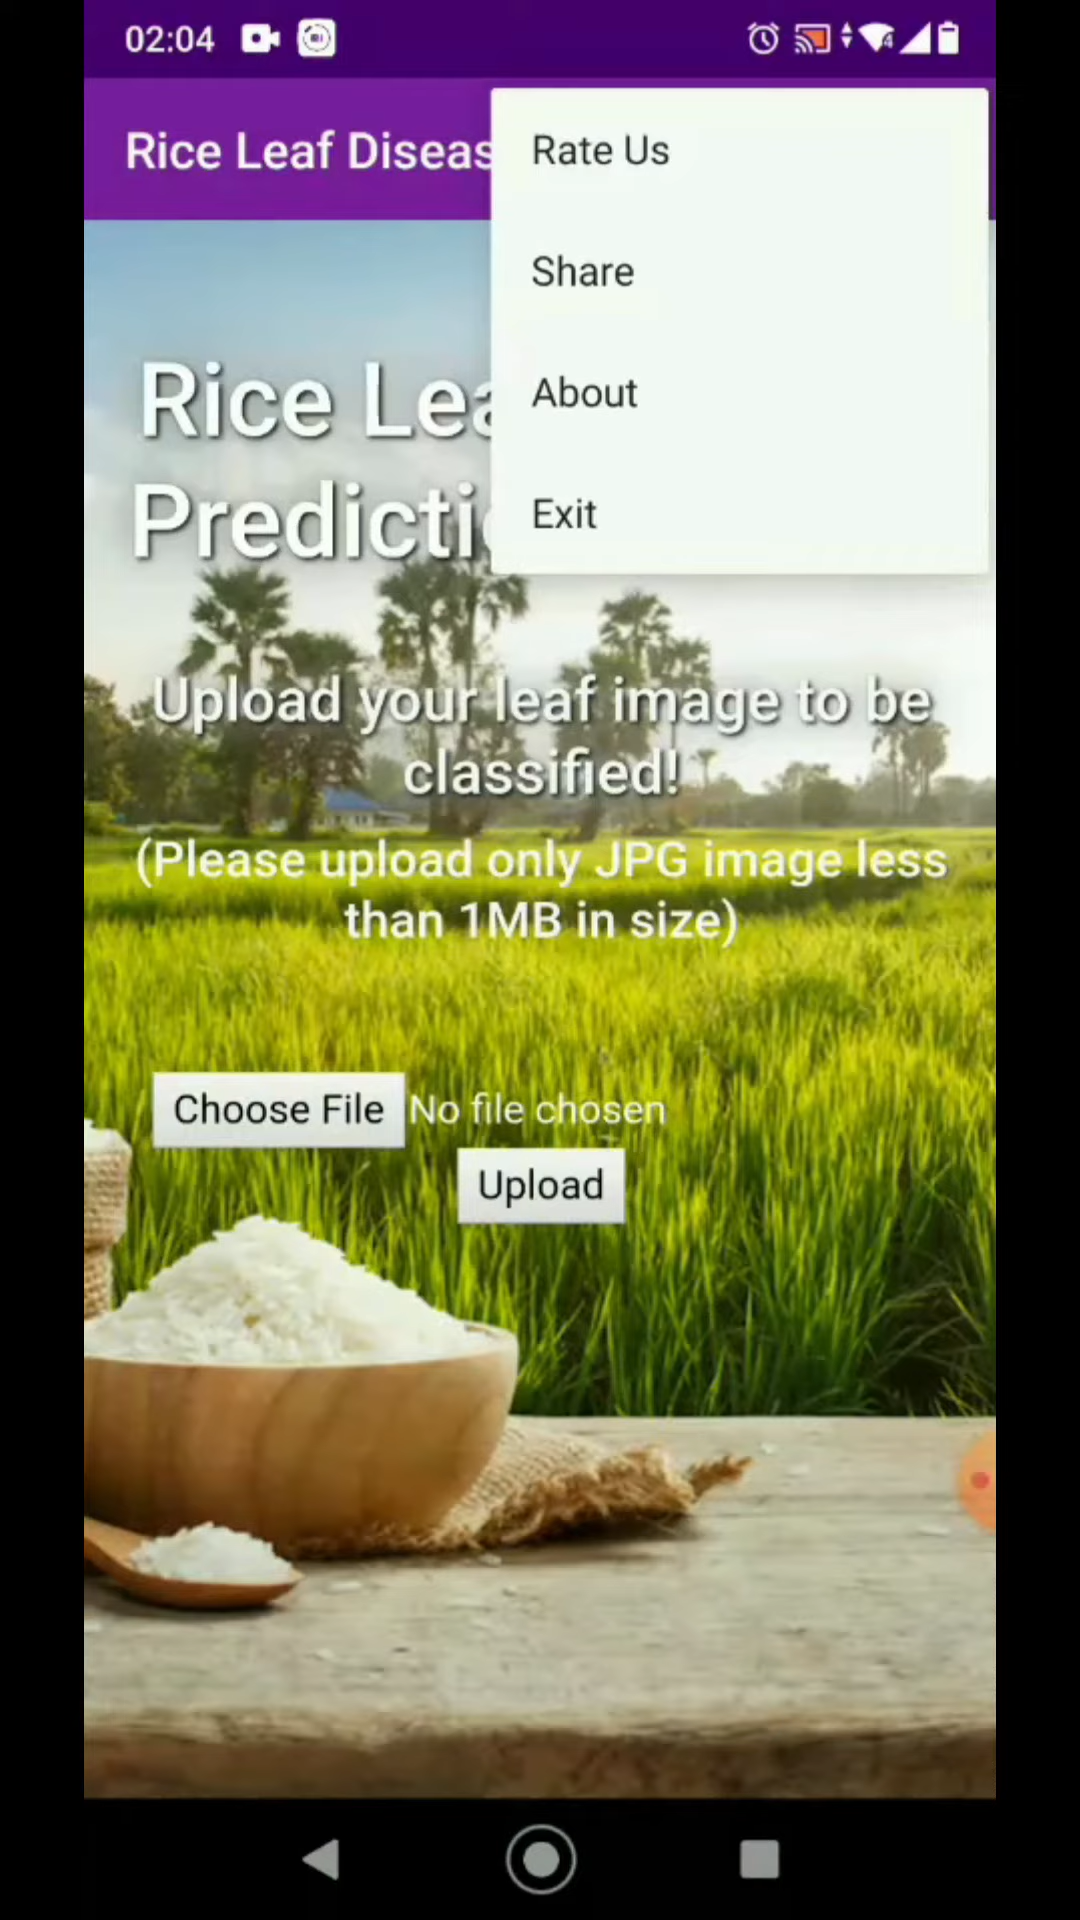 02:04
Rice Leaf Diseas
Rate Us
Share
About
Exit
Rice Lea
Predicti
Upload your leaf image to be
classified!
(Please upload only JPG image less
than 1MB in size)
Choose File No file chosen
Upload